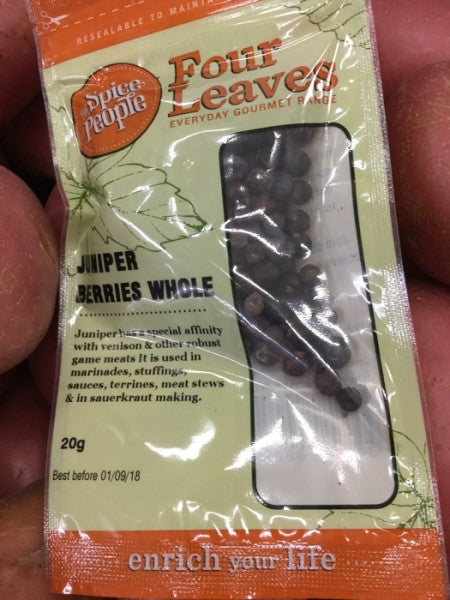 RESEALABLE TO MAINTA
Spice
People
Four
Leaves
EVERYDAY GOURMET RANGE
JUNIPER
BERRIES WHOLE
Juniper has a special affinity
with venison & other robust
game meats It is used in
marinades, stuffings,
sauces, terrines, meat stews
& in sauerkraut making.
20g
Best before 01/09/18
enrich your life